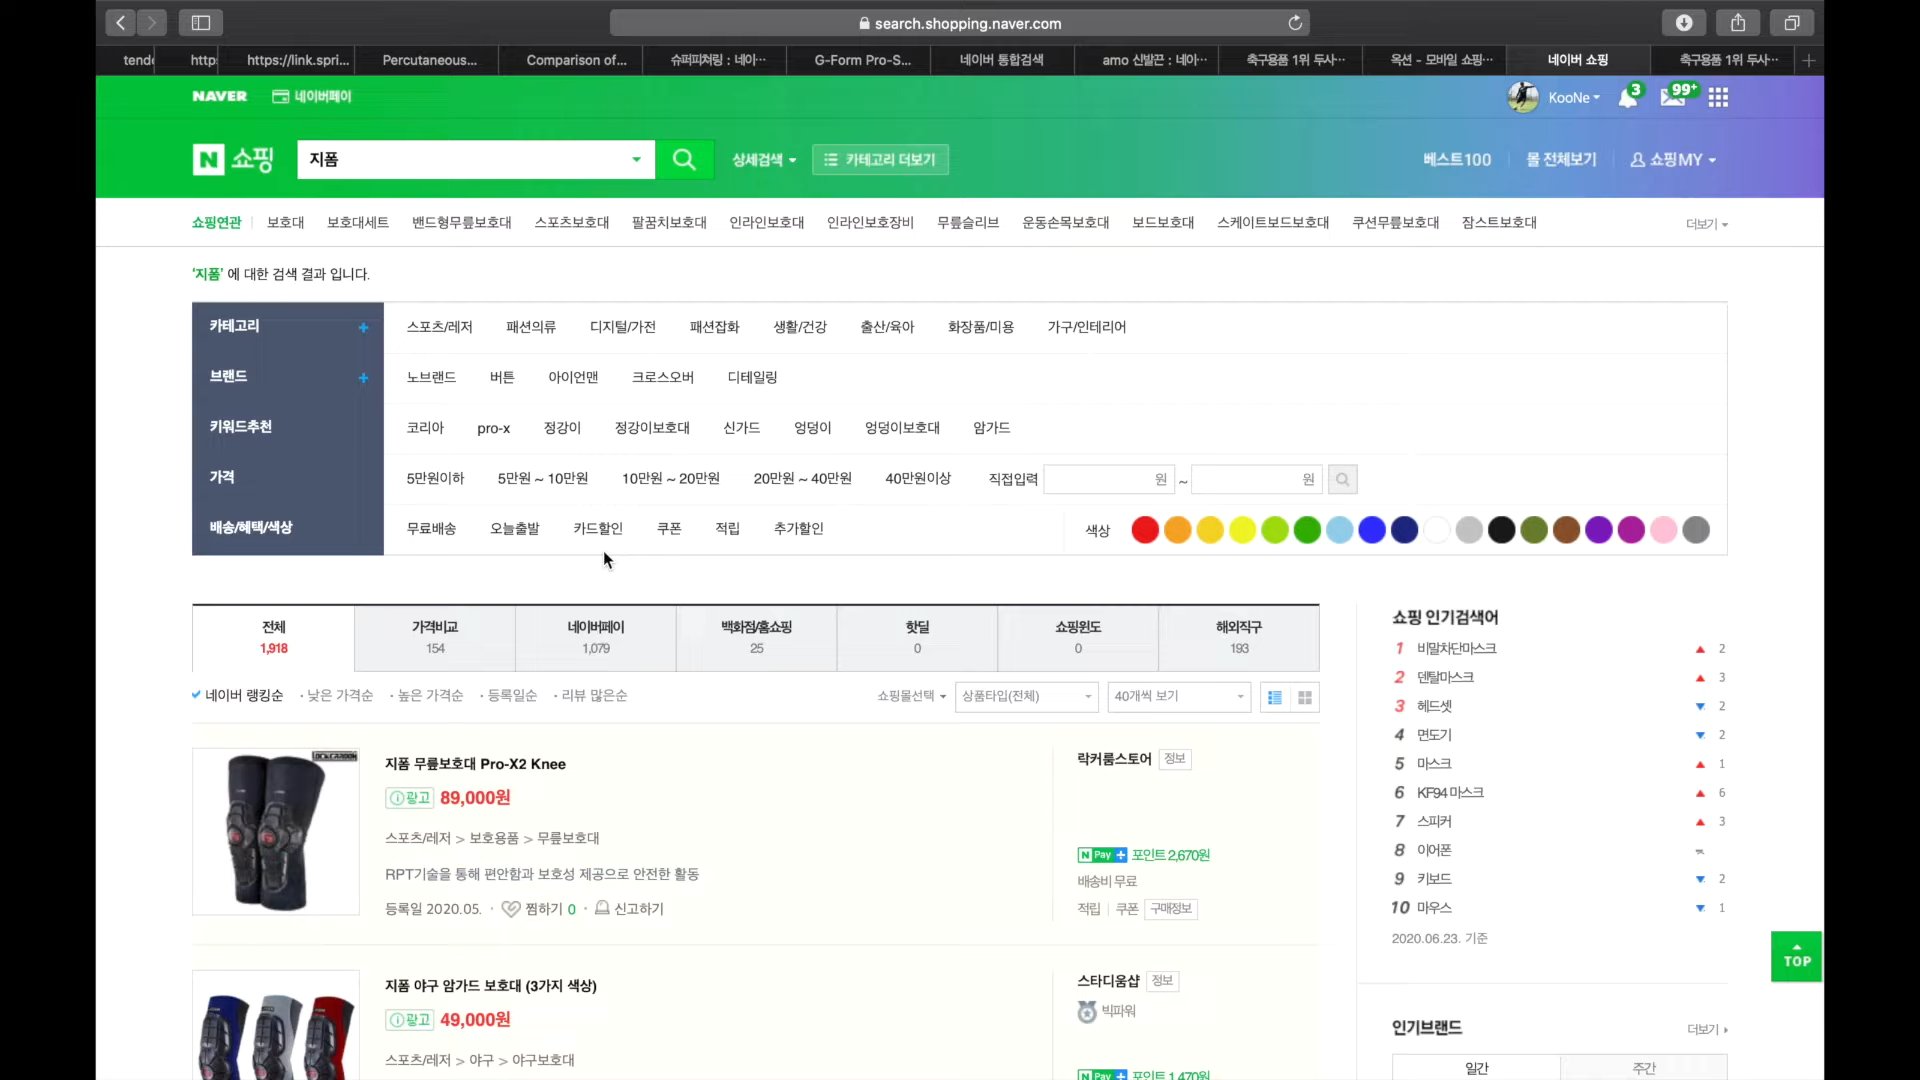 search.shopping.naver.com
tend http https://link.spri... Percutaneous... Comparison of... 슈퍼피쳐링 : 네이… G-Form Pro-S... 네이버 통합검색 amo 신발끈 : 네이… 축구용품 1위 두사… 옥션 - 모바일 쇼핑… 네이버 쇼핑 축구용품 1위 두사…
NAVER 네이버페이 KooNe 3 99+
N 쇼핑 지폼 상세검색 카테고리 더보기 베스트100 몰 전체보기 쇼핑MY
쇼핑연관 보호대 보호대세트 밴드형무릎보호대 스포츠보호대 팔꿈치보호대 인라인보호대 인라인보호장비 무릎슬리브 운동손목보호대 보드보호대 스케이트보드보호대 쿠션무릎보호대 잠스트보호대 더보기
'지폼' 에 대한 검색 결과 입니다.
카테고리 + 스포츠/레저 패션의류 디지털/가전 패션잡화 생활/건강 출산/육아 화장품/미용 가구/인테리어
브랜드 + 노브랜드 버튼 아이언맨 크로스오버 디테일링
키워드추천 코리아 pro-x 정강이 정강이보호대 신가드 엉덩이 엉덩이보호대 암가드
가격 5만원이하 5만원 ~ 10만원 10만원 ~ 20만원 20만원 ~ 40만원 40만원이상 직접입력 원 ~ 원
배송/혜택/색상 무료배송 오늘출발 카드할인 쿠폰 적립 추가할인 색상
전체 가격비교 네이버페이 백화점/홈쇼핑 핫딜 쇼핑윈도 해외직구
1,918 154 1,079 25 0 0 193
네이버 랭킹순 · 낮은 가격순 · 높은 가격순 · 등록일순 · 리뷰 많은순 쇼핑몰선택 상품타입(전체) 40개씩 보기
지폼 무릎보호대 Pro-X2 Knee
광고 89,000원
스포츠/레저 > 보호용품 > 무릎보호대
RPT기술을 통해 편안함과 보호성 제공으로 안전한 활동
등록일 2020.05. · 찜하기 0 · 신고하기
락커룸스토어 정보
N Pay + 포인트 2,670원
배송비 무료
적립 | 쿠폰 구매정보
지폼 야구 암가드 보호대 (3가지 색상)
광고 49,000원
스포츠/레저 > 야구 > 야구보호대
스타디움샵 정보
빅파워
N Pay + 포인트 1,470원
쇼핑 인기검색어
1 비말차단마스크 2
2 덴탈마스크 3
3 헤드셋 2
4 면도기 2
5 마스크 1
6 KF94 마스크 6
7 스피커 3
8 이어폰
9 키보드 2
10 마우스 1
2020.06.23. 기준
TOP
인기브랜드 더보기
일간 주간